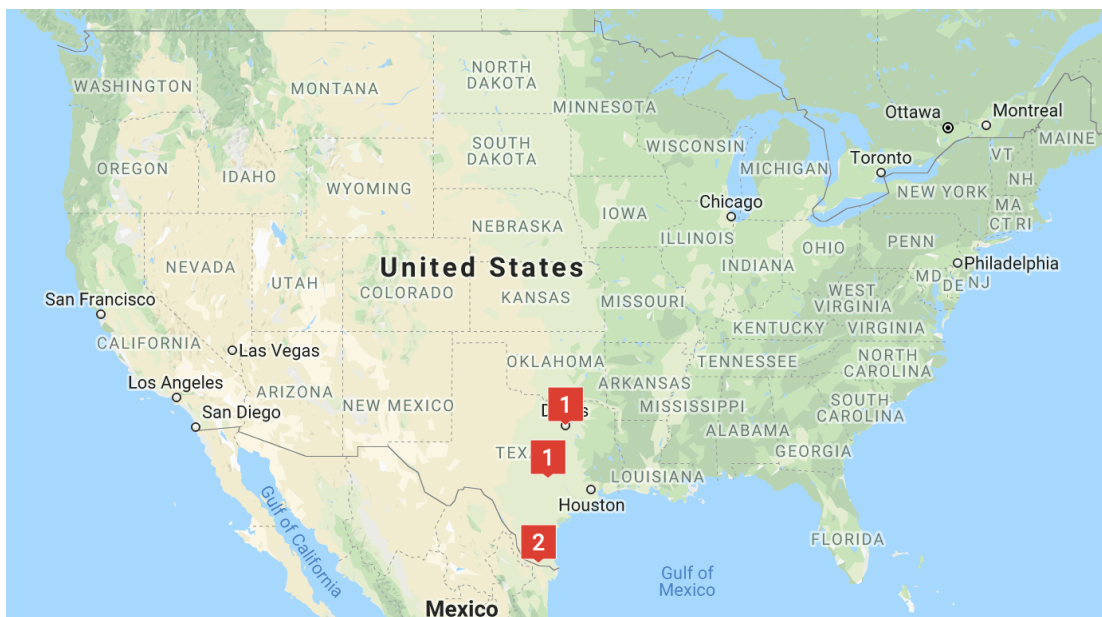 WASHINGTON
MONTANA
NORTH
DAKOTA
MINNESOTA
Ottawa
Montreal
MAINE
OREGON
IDAHO
WYOMING
SOUTH
DAKOTA
WISCONSIN
MICHIGAN
Toronto
VT
NH
NEW YORK
MA
CT RI
NEBRASKA
IOWA
Chicago
ILLINOIS
INDIANA
OHIO
PENN
NEVADA
UTAH
COLORADO
United States
KANSAS
MISSOURI
WEST
VIRGINIA
MD
DE
NJ
Philadelphia
San Francisco
CALIFORNIA
Las Vegas
KENTUCKY
VIRGINIA
Los Angeles
San Diego
ARIZONA
NEW MEXICO
OKLAHOMA
ARKANSAS
TENNESSEE
NORTH
CAROLINA
MISSISSIPPI
ALABAMA
SOUTH
CAROLINA
GEORGIA
1
1
LOUISIANA
Houston
2
FLORIDA
Gulf of California
Gulf of
Mexico
Mexico